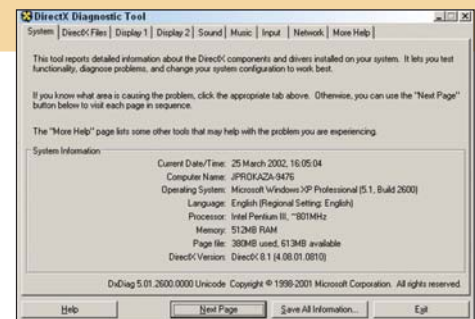 DirectX Diagnostic Tool
System DirectX Files Display 1 Display 2 Sound Music Input Network More Help
This tool reports detailed information about the DirectX components and drivers installed on your system. It lets you test
functionality, diagnose problems, and change your system configuration to work best.
If you know what area is causing the problem, click the appropriate tab above. Otherwise, you can use the "Next Page"
button below to visit each page in sequence.
The "More Help" page lists some other tools that may help with the problem you are experiencing.
System Information
Current Date/Time: 25 March 2002, 16:05:04
Computer Name: JPROKAZA-9476
Operating System: Microsoft Windows XP Professional (5.1, Build 2600)
Language: English (Regional Setting: English)
Processor: Intel Pentium III, ~801MHz
Memory: 512MB RAM
Page file: 380MB used, 613MB available
DirectX Version: DirectX 8.1 (4.08.01.0810)
DxDiag 5.01.2600.0000 Unicode Copyright © 1998-2001 Microsoft Corporation. All rights reserved.
Help Next Page Save All Information... Exit